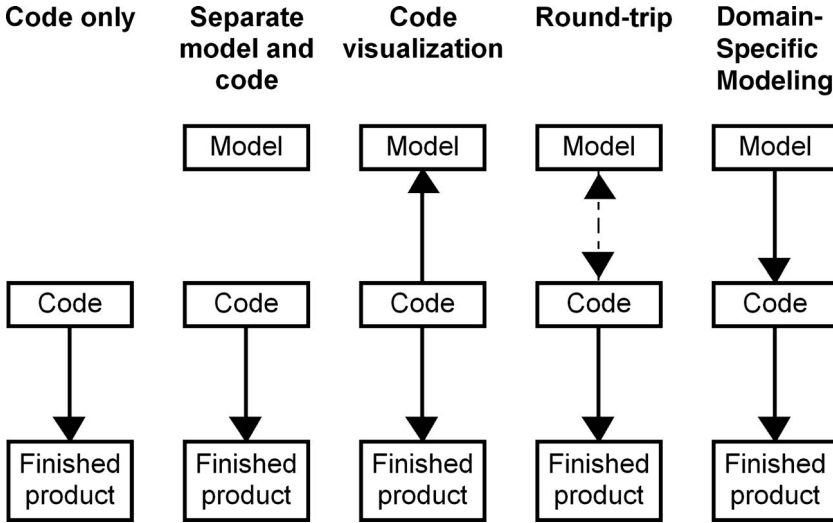 Code only
Separate
model and
code
Code
visualization
Round-trip
Domain-
Specific
Modeling
Model
Model
Model
Model
Code
Code
Code
Code
Code
Finished
product
Finished
product
Finished
product
Finished
product
Finished
product